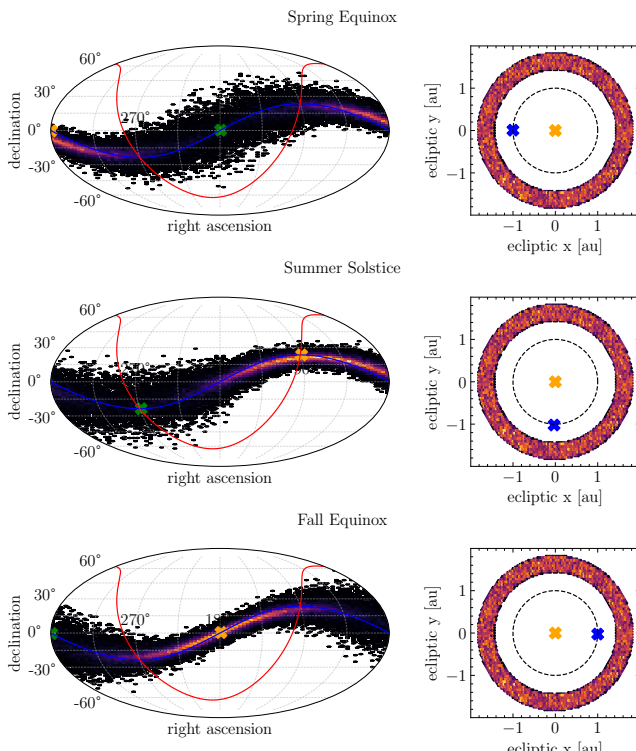 Spring Equinox
60°
30°
0°
-30°
-60°
270°
declination
right ascension
ecliptic y [au]
1
0
−1
−1 0 1
ecliptic x [au]
Summer Solstice
60°
30°
0°
-30°
-60°
declination
right ascension
ecliptic y [au]
1
0
−1
−1 0 1
ecliptic x [au]
Fall Equinox
60°
30°
0°
-30°
-60°
270°
declination
right ascension
ecliptic y [au]
1
0
−1
−1 0 1
ecliptic x [au]